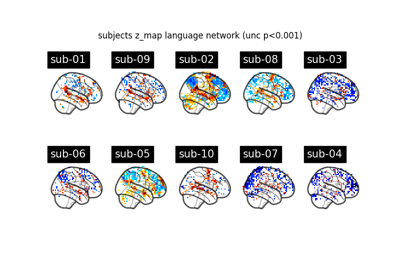 subjects z_map language network (unc p<0.001)
sub-01 sub-09 sub-02 sub-08 sub-03
sub-06 sub-05 sub-10 sub-07 sub-04